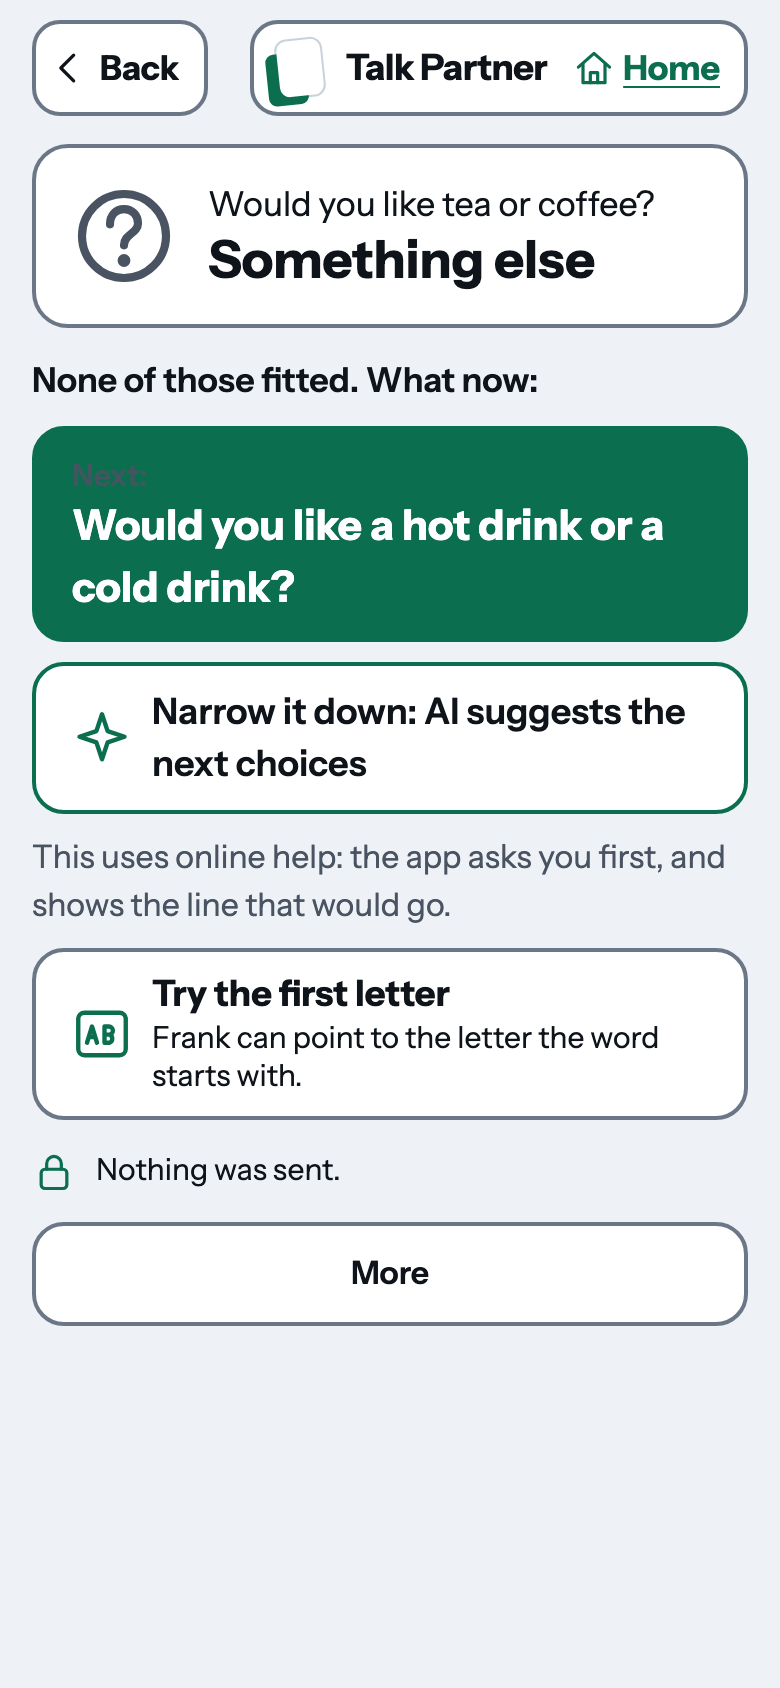 Back
Talk Partner
Home
Would you like tea or coffee?
Something else
None of those fitted. What now:
Next:
Would you like a hot drink or a
cold drink?
Narrow it down: AI suggests the
next choices
This uses online help: the app asks you first, and
shows the line that would go.
AB
Try the first letter
Frank can point to the letter the word
starts with.
Nothing was sent.
More